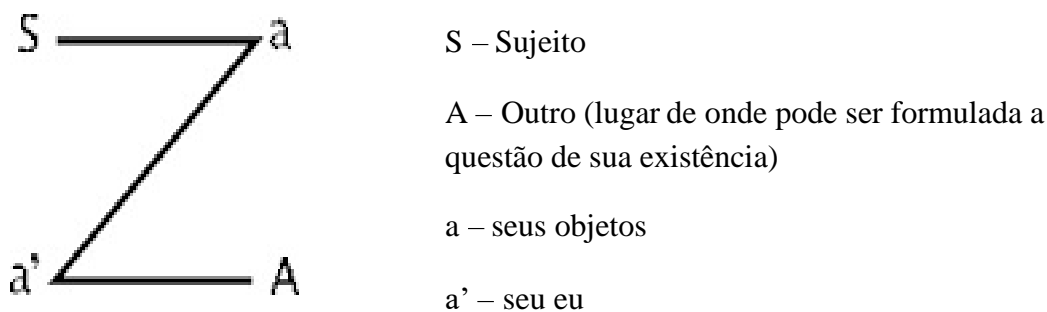 S
a
a’
A
S – Sujeito
A – Outro (lugar de onde pode ser formulada a
questão de sua existência)
a – seus objetos
a’ – seu eu